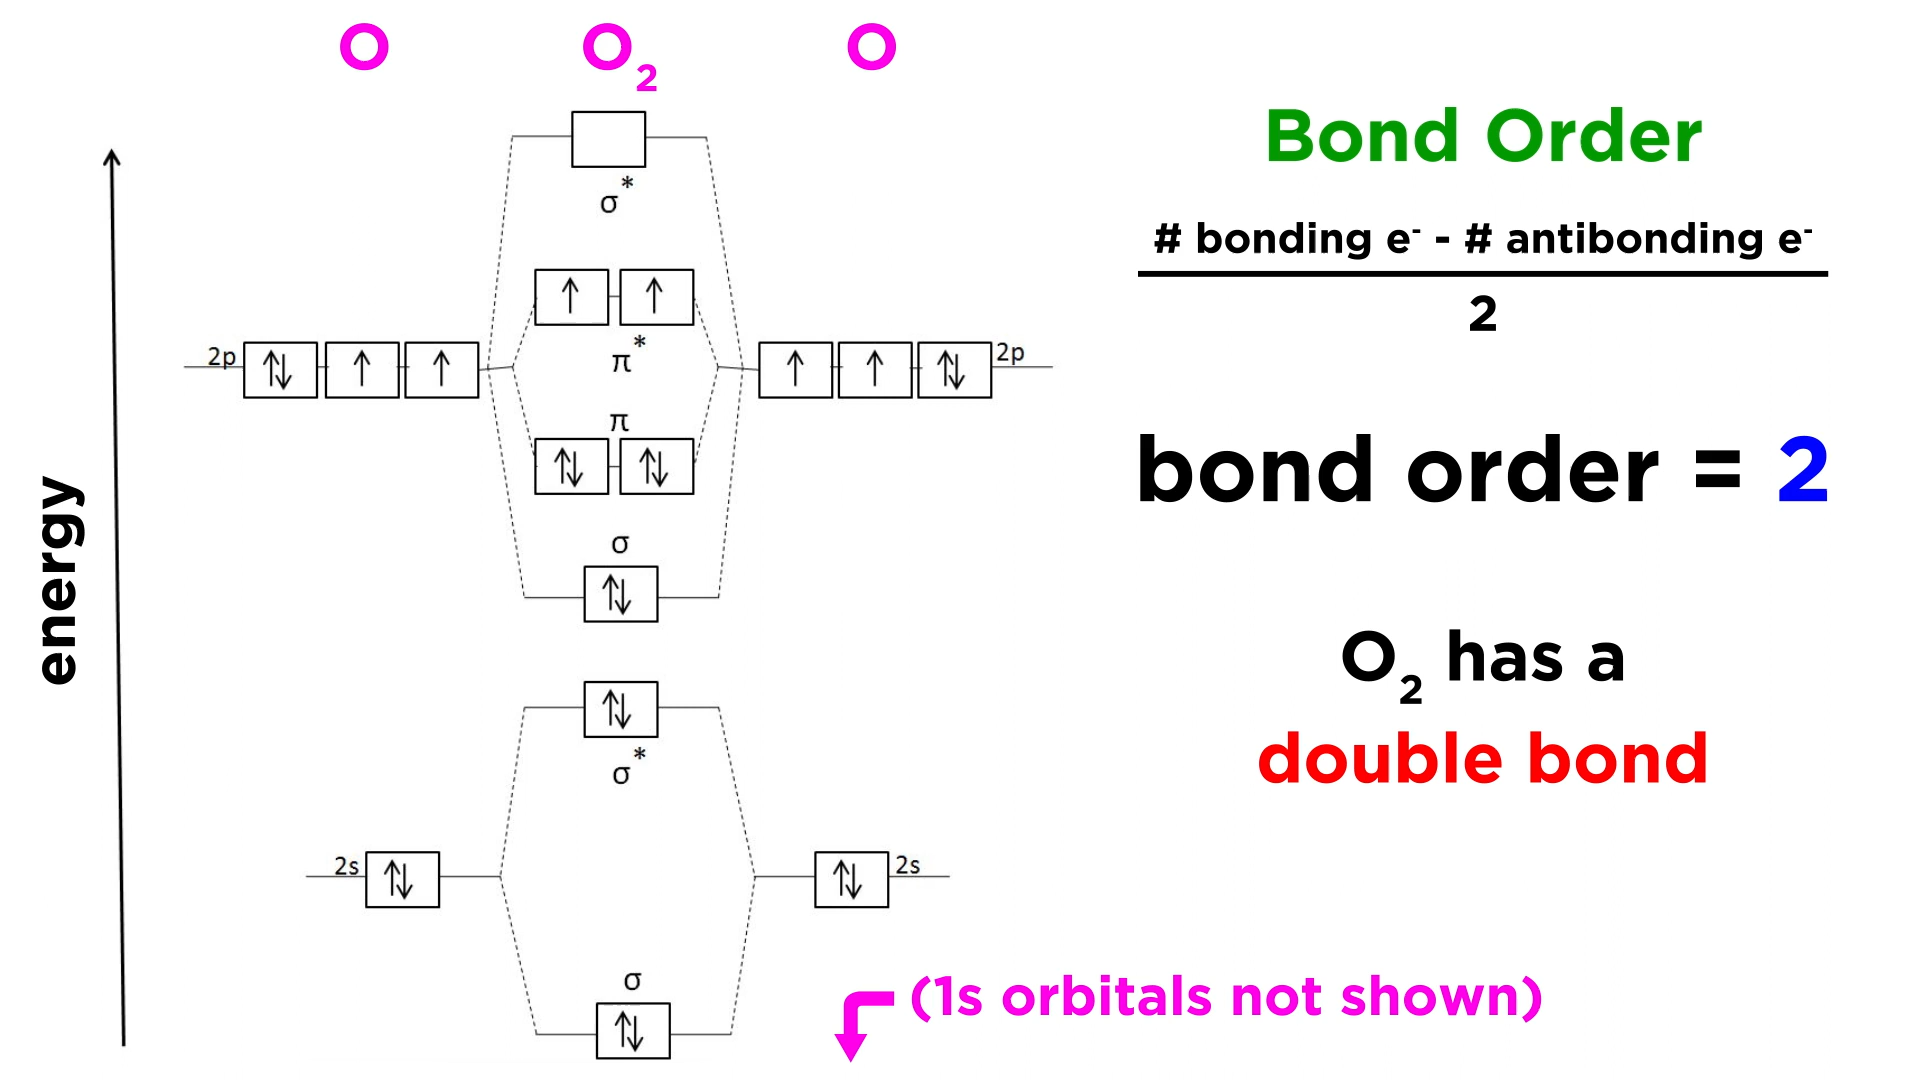 O O₂ O
Bond Order
σ*
# bonding e⁻ - # antibonding e⁻
2
π*
2p 2p
π
bond order = 2
energy
σ
O₂ has a
double bond
σ*
2s 2s
σ
(1s orbitals not shown)